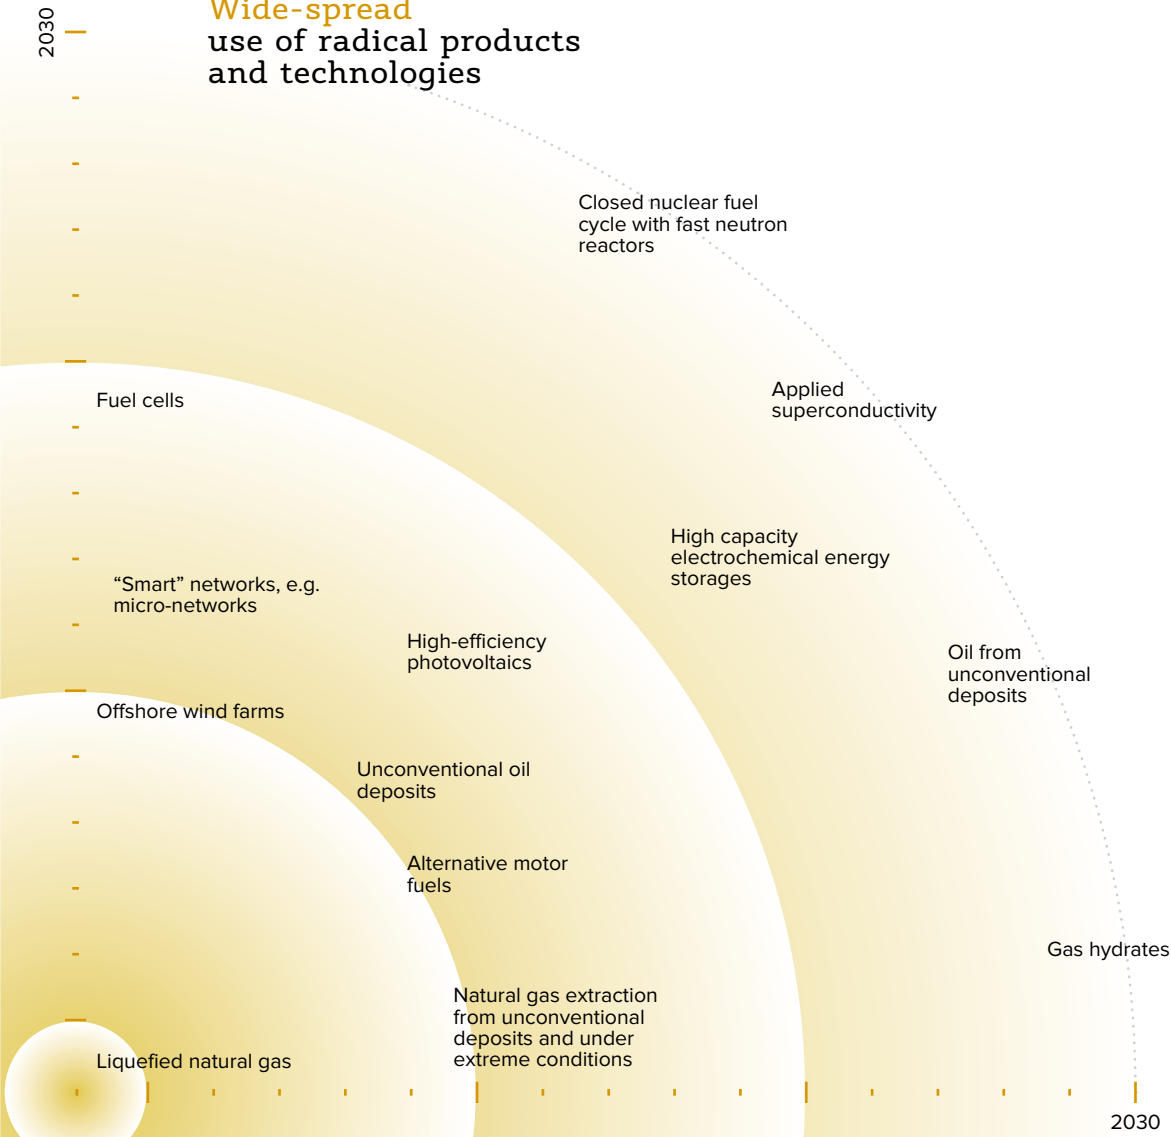 2030
Wide-spread
use of radical products
and technologies
Closed nuclear fuel
cycle with fast neutron
reactors
Applied
superconductivity
Fuel cells
High capacity
electrochemical energy
storages
“Smart” networks, e.g.
micro-networks
High-efficiency
photovoltaics
Oil from
unconventional
deposits
Offshore wind farms
Unconventional oil
deposits
Alternative motor
fuels
Gas hydrates
Natural gas extraction
from unconventional
deposits and under
extreme conditions
Liquefied natural gas
2030